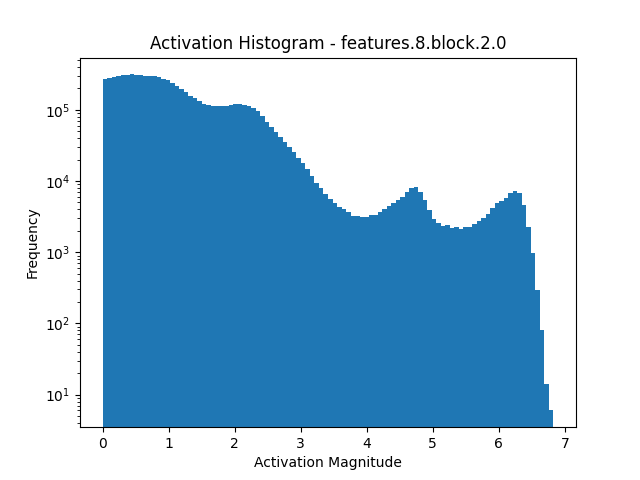 Activation Histogram - features.8.block.2.0
Frequency
10⁵
10⁴
10³
10²
10¹
0 1 2 3 4 5 6 7
Activation Magnitude